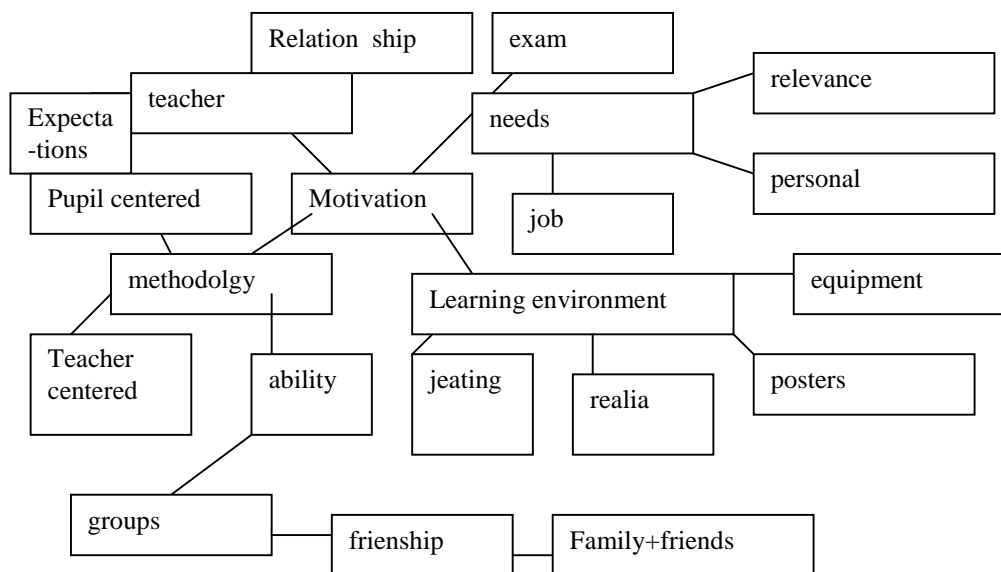 Relation ship
exam
relevance
teacher
needs
Expecta
-tions
Pupil centered
Motivation
personal
job
methodolgy
equipment
Learning environment
Teacher
centered
ability
jeating
realia
posters
groups
frienship
Family+friends